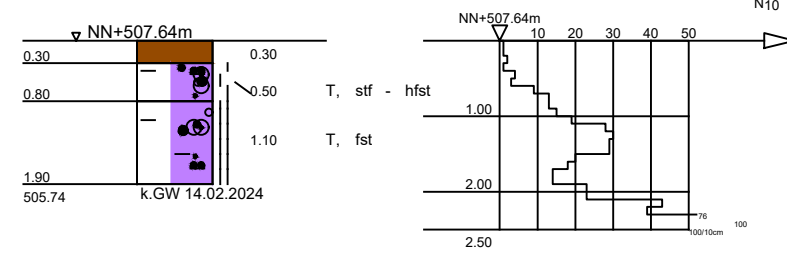 N10
NN+507.64m
NN+507.64m
10 20 30 40 50
0.30 0.30
0.50 T, stf - hfst
0.80
1.00
1.10 T, fst
1.90
2.00
505.74 k.GW 14.02.2024
76
100/10cm 100
2.50